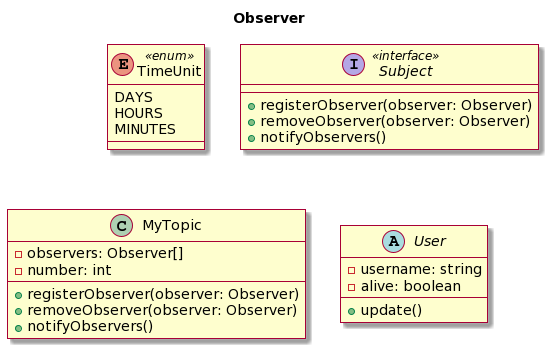 Observer
E
«enum»
TimeUnit
DAYS
HOURS
MINUTES
I
«interface»
Subject
registerObserver(observer: Observer)
removeObserver(observer: Observer)
notifyObservers()
C MyTopic
observers: Observer[]
number: int
registerObserver(observer: Observer)
removeObserver(observer: Observer)
notifyObservers()
A User
username: string
alive: boolean
update()